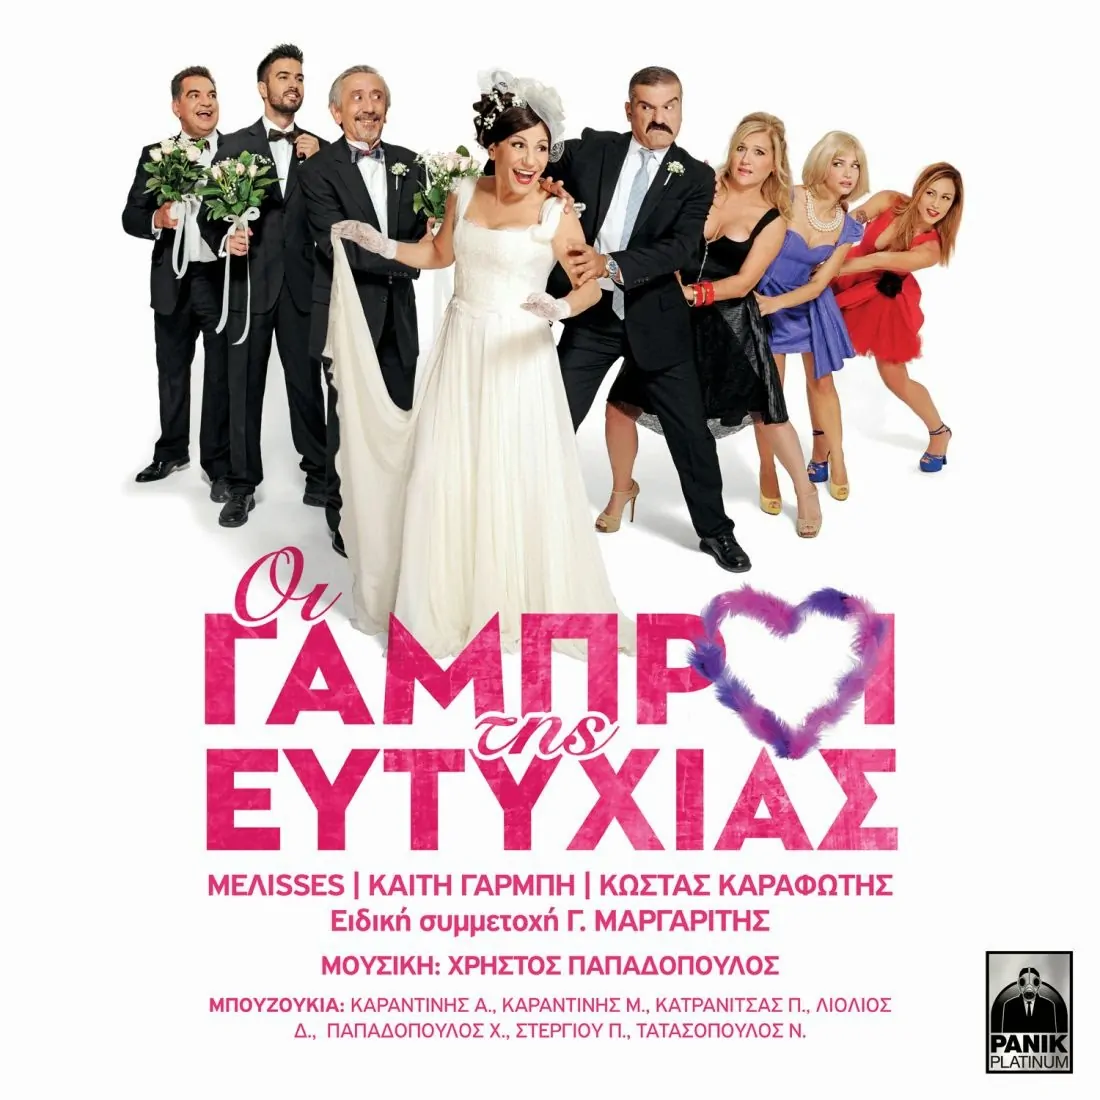 Οι
ΓΑΜΠΡΟΙ
της
ΕΥΤΥΧΙΑΣ
ΜΕΛISSES | ΚΑΙΤΗ ΓΑΡΜΠΗ | ΚΩΣΤΑΣ ΚΑΡΑΦΩΤΗΣ
Ειδική συμμετοχή Γ. ΜΑΡΓΑΡΙΤΗΣ
ΜΟΥΣΙΚΗ: ΧΡΗΣΤΟΣ ΠΑΠΑΔΟΠΟΥΛΟΣ
ΜΠΟΥΖΟΥΚΙΑ: ΚΑΡΑΝΤΙΝΗΣ Α., ΚΑΡΑΝΤΙΝΗΣ Μ., ΚΑΤΡΑΝΙΤΣΑΣ Π., ΛΙΟΛΙΟΣ
Δ., ΠΑΠΑΔΟΠΟΥΛΟΣ Χ., ΣΤΕΡΓΙΟΥ Π., ΤΑΤΑΣΟΠΟΥΛΟΣ Ν.
PANIK
PLATINUM